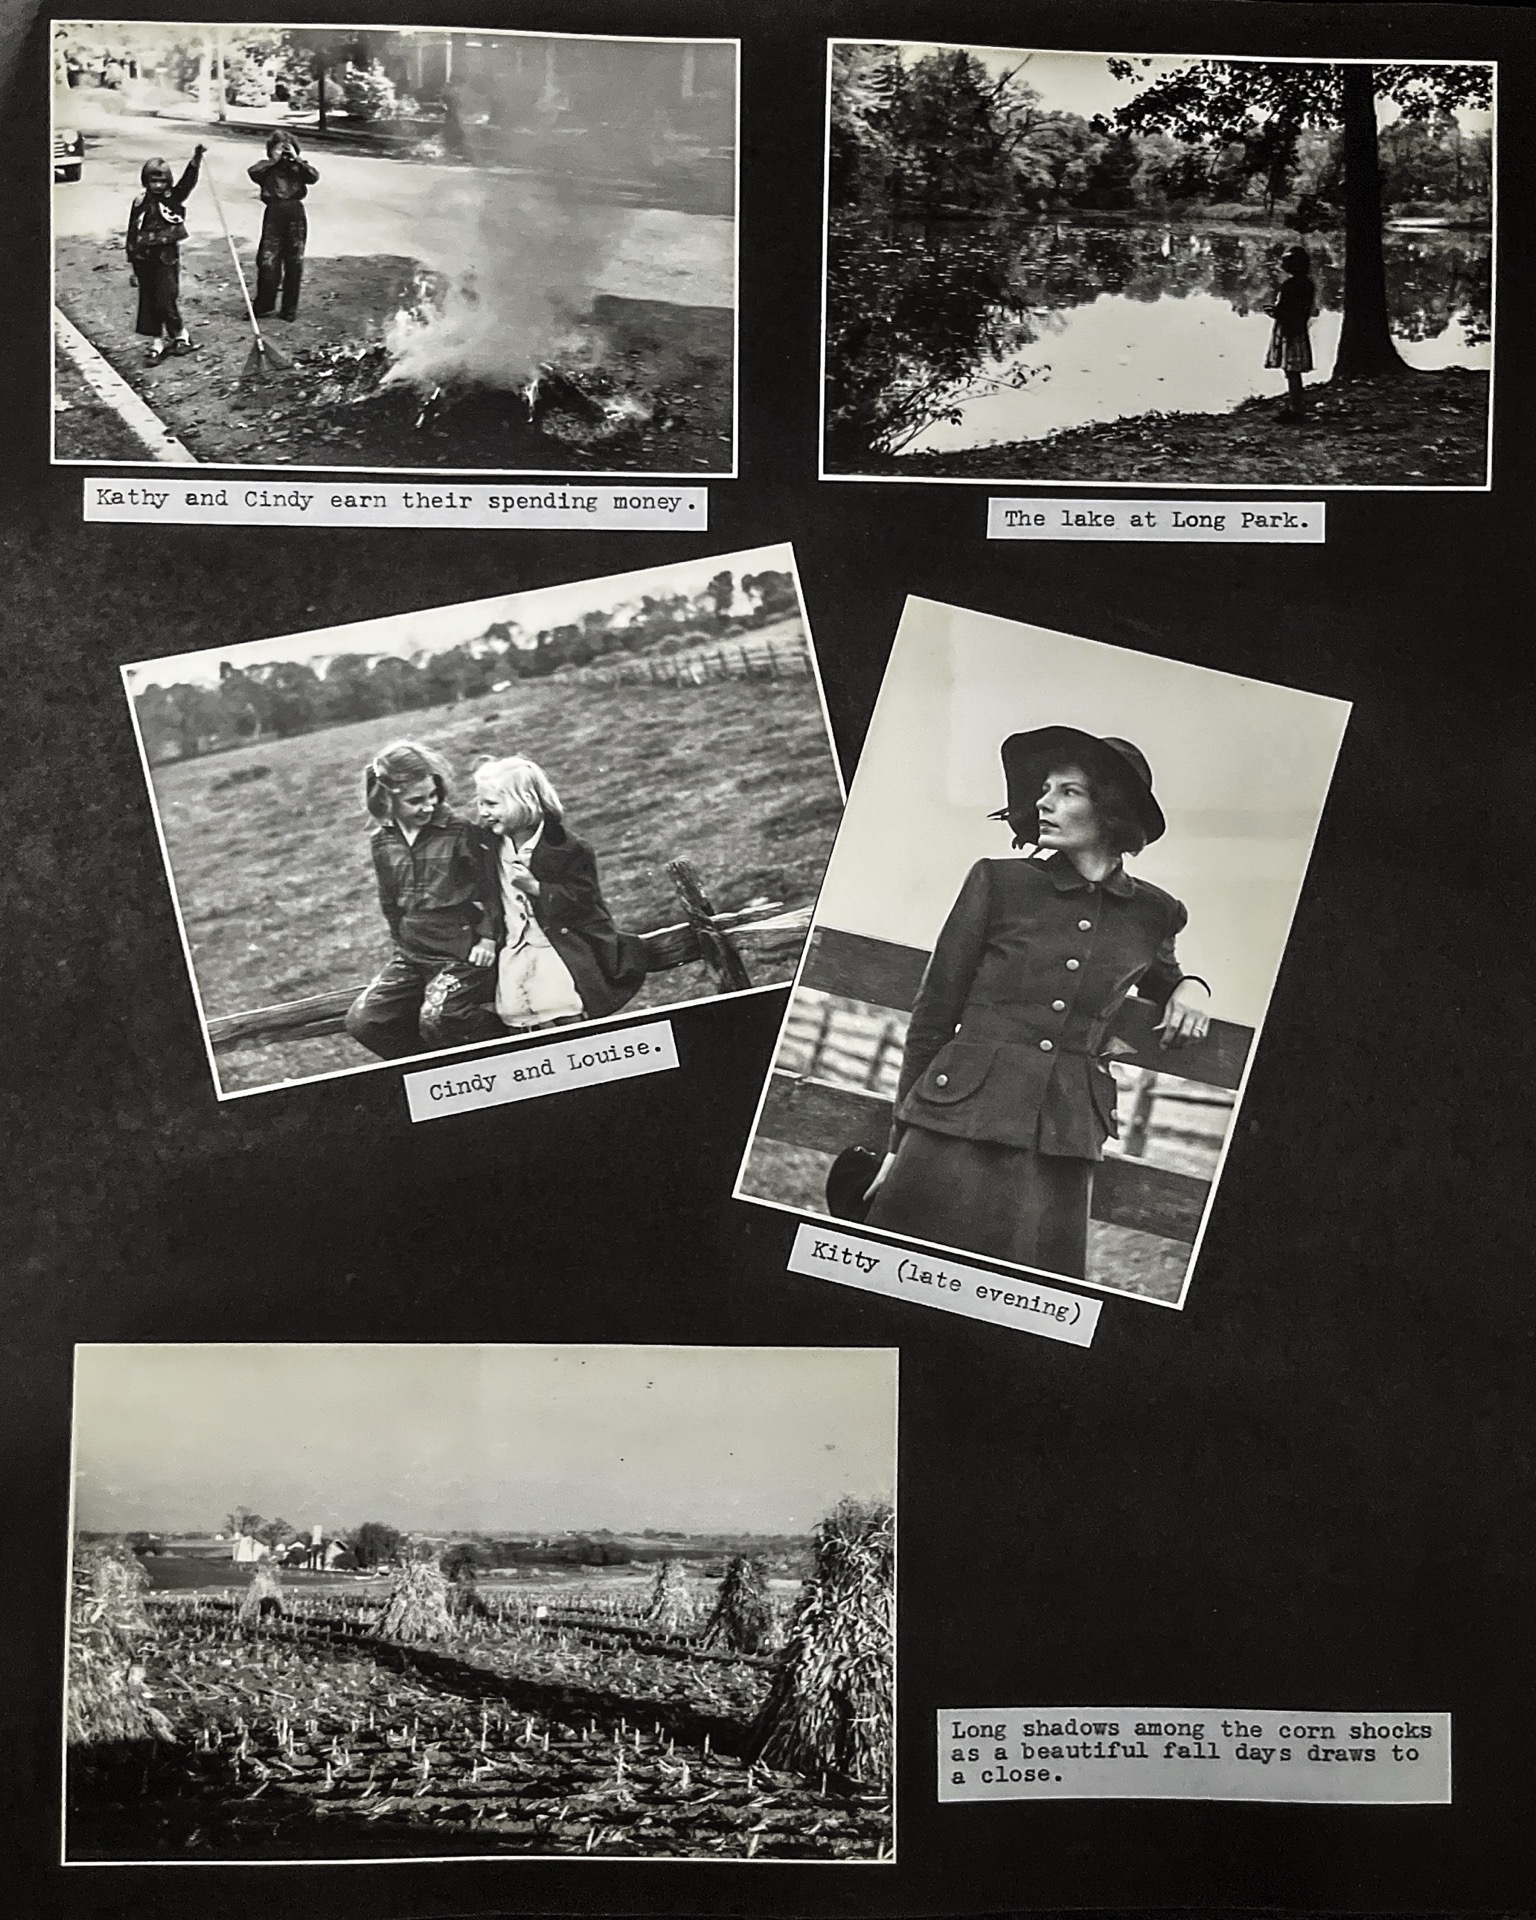 Kathy and Cindy earn their spending money.
The lake at Long Park.
Cindy and Louise.
Kitty (late evening)
Long shadows among the corn shocks
as a beautiful fall days draws to
a close.